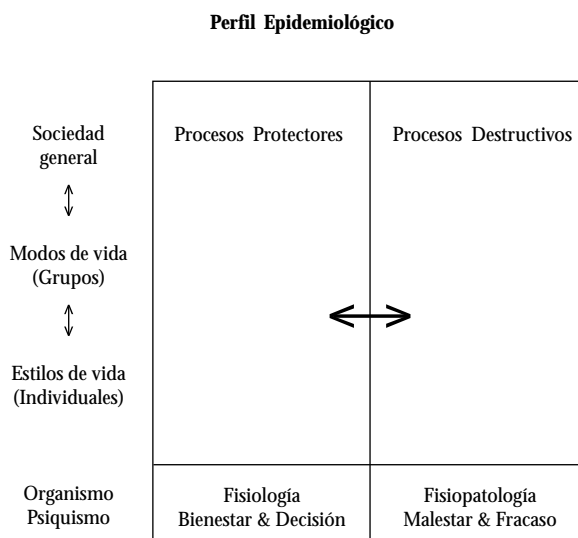 Perfil Epidemiológico
Sociedad
general
Procesos Protectores
Procesos Destructivos
Modos de vida
(Grupos)
Estilos de vida
(Individuales)
Organismo
Psiquismo
Fisiología
Bienestar & Decisión
Fisiopatología
Malestar & Fracaso